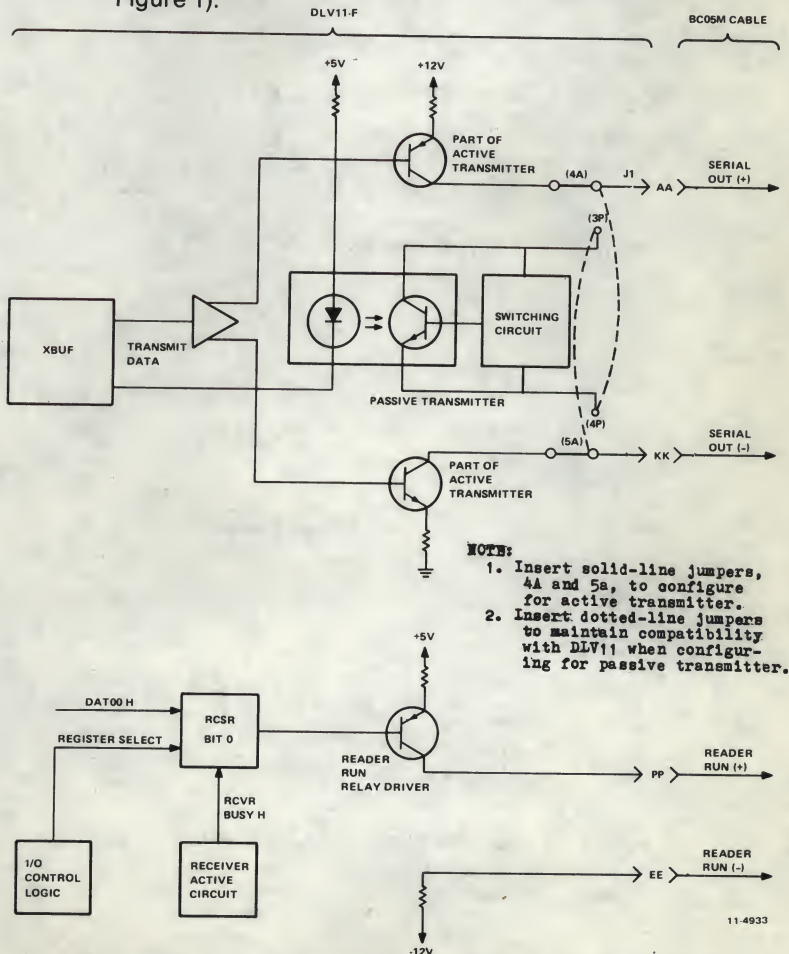 Figure 1).
DLV11-F
BC05M CABLE
+5V
+12V
PART OF
ACTIVE
TRANSMITTER
(4A)
J1
AA
SERIAL
OUT (+)
(3P)
XBUF
TRANSMIT
DATA
SWITCHING
CIRCUIT
PASSIVE TRANSMITTER
(4P)
(5A)
KK
SERIAL
OUT (-)
PART OF
ACTIVE
TRANSMITTER
NOTE:
1. Insert solid-line jumpers,
4A and 5a, to configure
for active transmitter.
2. Insert dotted-line jumpers
to maintain compatibility
with DLV11 when configur-
ing for passive transmitter.
+5V
DAT00 H
REGISTER SELECT
RCSR
BIT 0
READER
RUN
RELAY DRIVER
PP
READER
RUN (+)
RCVR
BUSY H
I/O
CONTROL
LOGIC
RECEIVER
ACTIVE
CIRCUIT
EE
READER
RUN (-)
-12V
11-4933